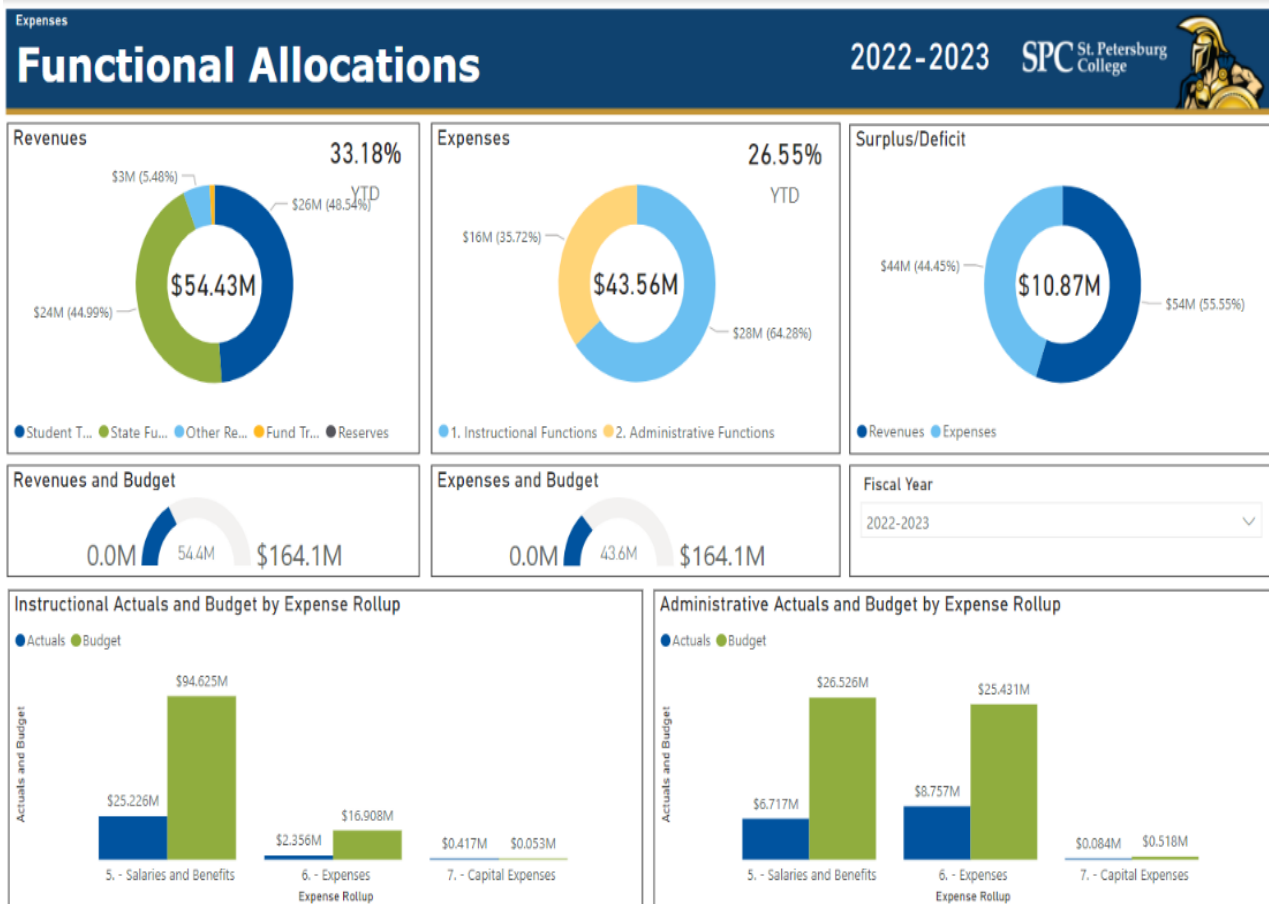 Expenses
Functional Allocations
2022-2023
SPC St. Petersburg
College
Revenues
33.18%
YTD
$3M (5.48%)
$26M (48.54%)
$54.43M
$24M (44.99%)
Student T... State Fu... Other Re... Fund Tr... Reserves
Expenses
26.55%
YTD
$16M (35.72%)
$43.56M
$28M (64.28%)
1. Instructional Functions 2. Administrative Functions
Surplus/Deficit
$44M (44.45%)
$10.87M
$54M (55.55%)
Revenues Expenses
Revenues and Budget
0.0M 54.4M $164.1M
Expenses and Budget
0.0M 43.6M $164.1M
Fiscal Year
2022-2023
Instructional Actuals and Budget by Expense Rollup
Actuals Budget
Actuals and Budget
$94.625M
$25.226M
$16.908M
$2.356M
$0.417M $0.053M
5. - Salaries and Benefits 6. - Expenses 7. - Capital Expenses
Expense Rollup
Administrative Actuals and Budget by Expense Rollup
Actuals Budget
Actuals and Budget
$26.526M
$25.431M
$6.717M
$8.757M
$0.084M $0.518M
5. - Salaries and Benefits 6. - Expenses 7. - Capital Expenses
Expense Rollup